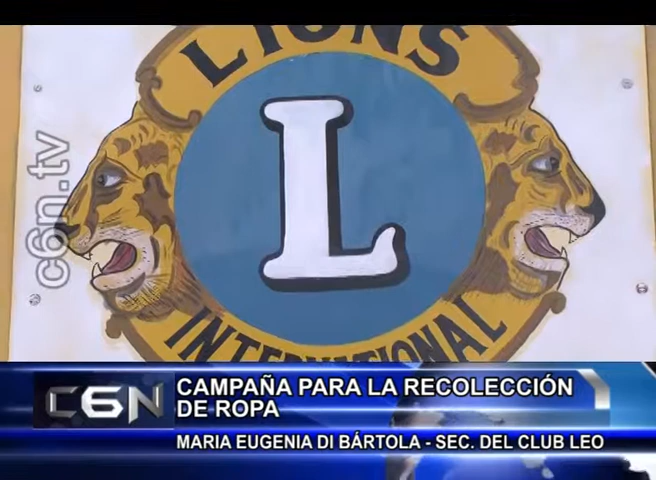 LIONS
L
INTERNATIONAL
c6n.tv
C6N
CAMPAÑA PARA LA RECOLECCIÓN
DE ROPA
MARIA EUGENIA DI BÁRTOLA - SEC. DEL CLUB LEO